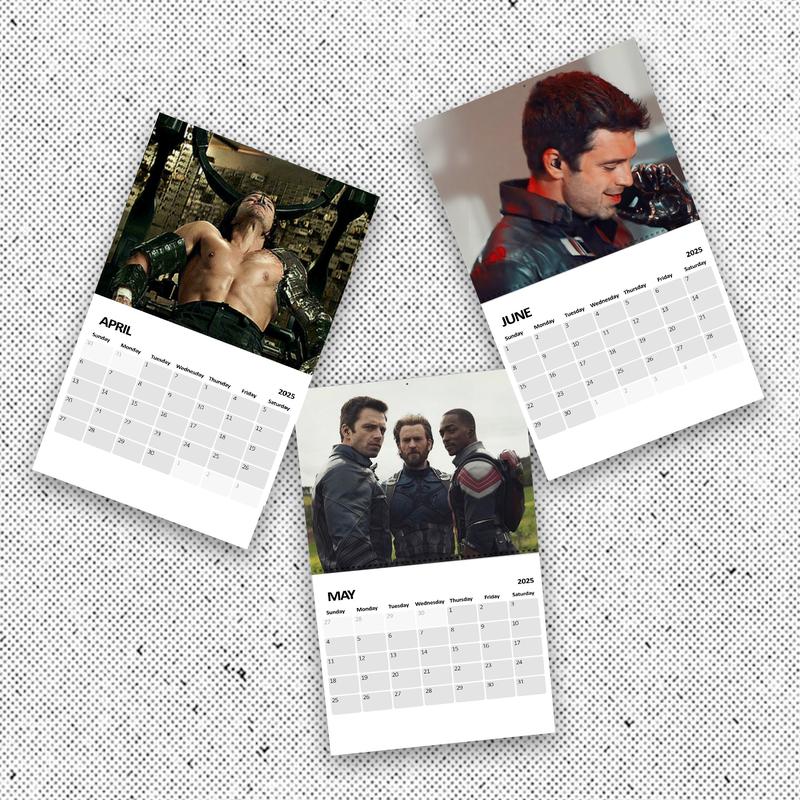 APRIL
2025
Sunday Monday Tuesday Wednesday Thursday Friday Saturday
30 31 1 2 3 4 5
6 7 8 9 10 11 12
13 14 15 16 17 18 19
20 21 22 23 24 25 26
27 28 29 30 1 2 3
JUNE
2025
Sunday Monday Tuesday Wednesday Thursday Friday Saturday
1 2 3 4 5 6 7
8 9 10 11 12 13 14
15 16 17 18 19 20 21
22 23 24 25 26 27 28
29 30 1 2 3 4 5
MAY
2025
Sunday Monday Tuesday Wednesday Thursday Friday Saturday
27 28 29 30 1 2 3
4 5 6 7 8 9 10
11 12 13 14 15 16 17
18 19 20 21 22 23 24
25 26 27 28 29 30 31